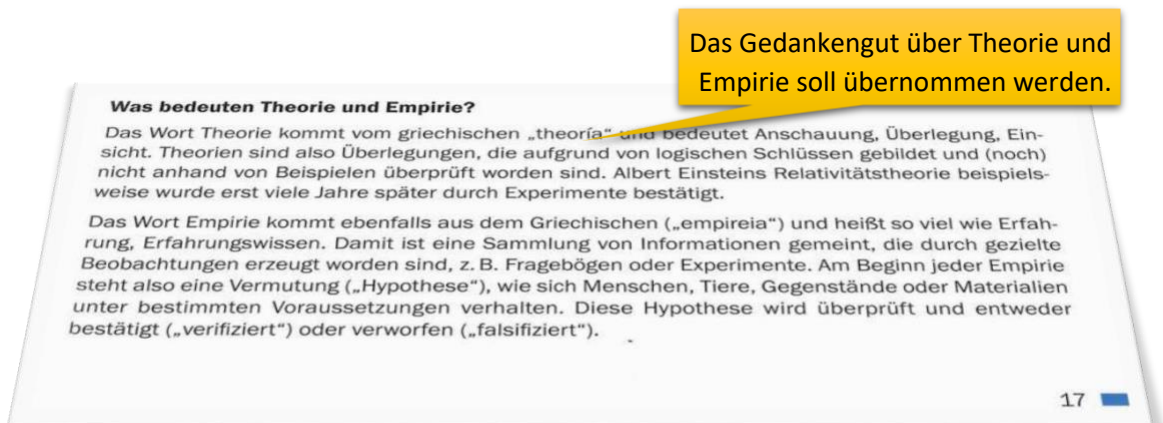 Das Gedankengut über Theorie und
Empirie soll übernommen werden.
Was bedeuten Theorie und Empirie?
Das Wort Theorie kommt vom griechischen „theoría“ und bedeutet Anschauung, Überlegung, Ein-
sicht. Theorien sind also Überlegungen, die aufgrund von logischen Schlüssen gebildet und (noch)
nicht anhand von Beispielen überprüft worden sind. Albert Einsteins Relativitätstheorie beispiels-
weise wurde erst viele Jahre später durch Experimente bestätigt.
Das Wort Empirie kommt ebenfalls aus dem Griechischen („empireia“) und heißt so viel wie Erfah-
rung, Erfahrungswissen. Damit ist eine Sammlung von Informationen gemeint, die durch gezielte
Beobachtungen erzeugt worden sind, z. B. Fragebögen oder Experimente. Am Beginn jeder Empirie
steht also eine Vermutung („Hypothese“), wie sich Menschen, Tiere, Gegenstände oder Materialien
unter bestimmten Voraussetzungen verhalten. Diese Hypothese wird überprüft und entweder
bestätigt („verifiziert“) oder verworfen („falsifiziert“).
17